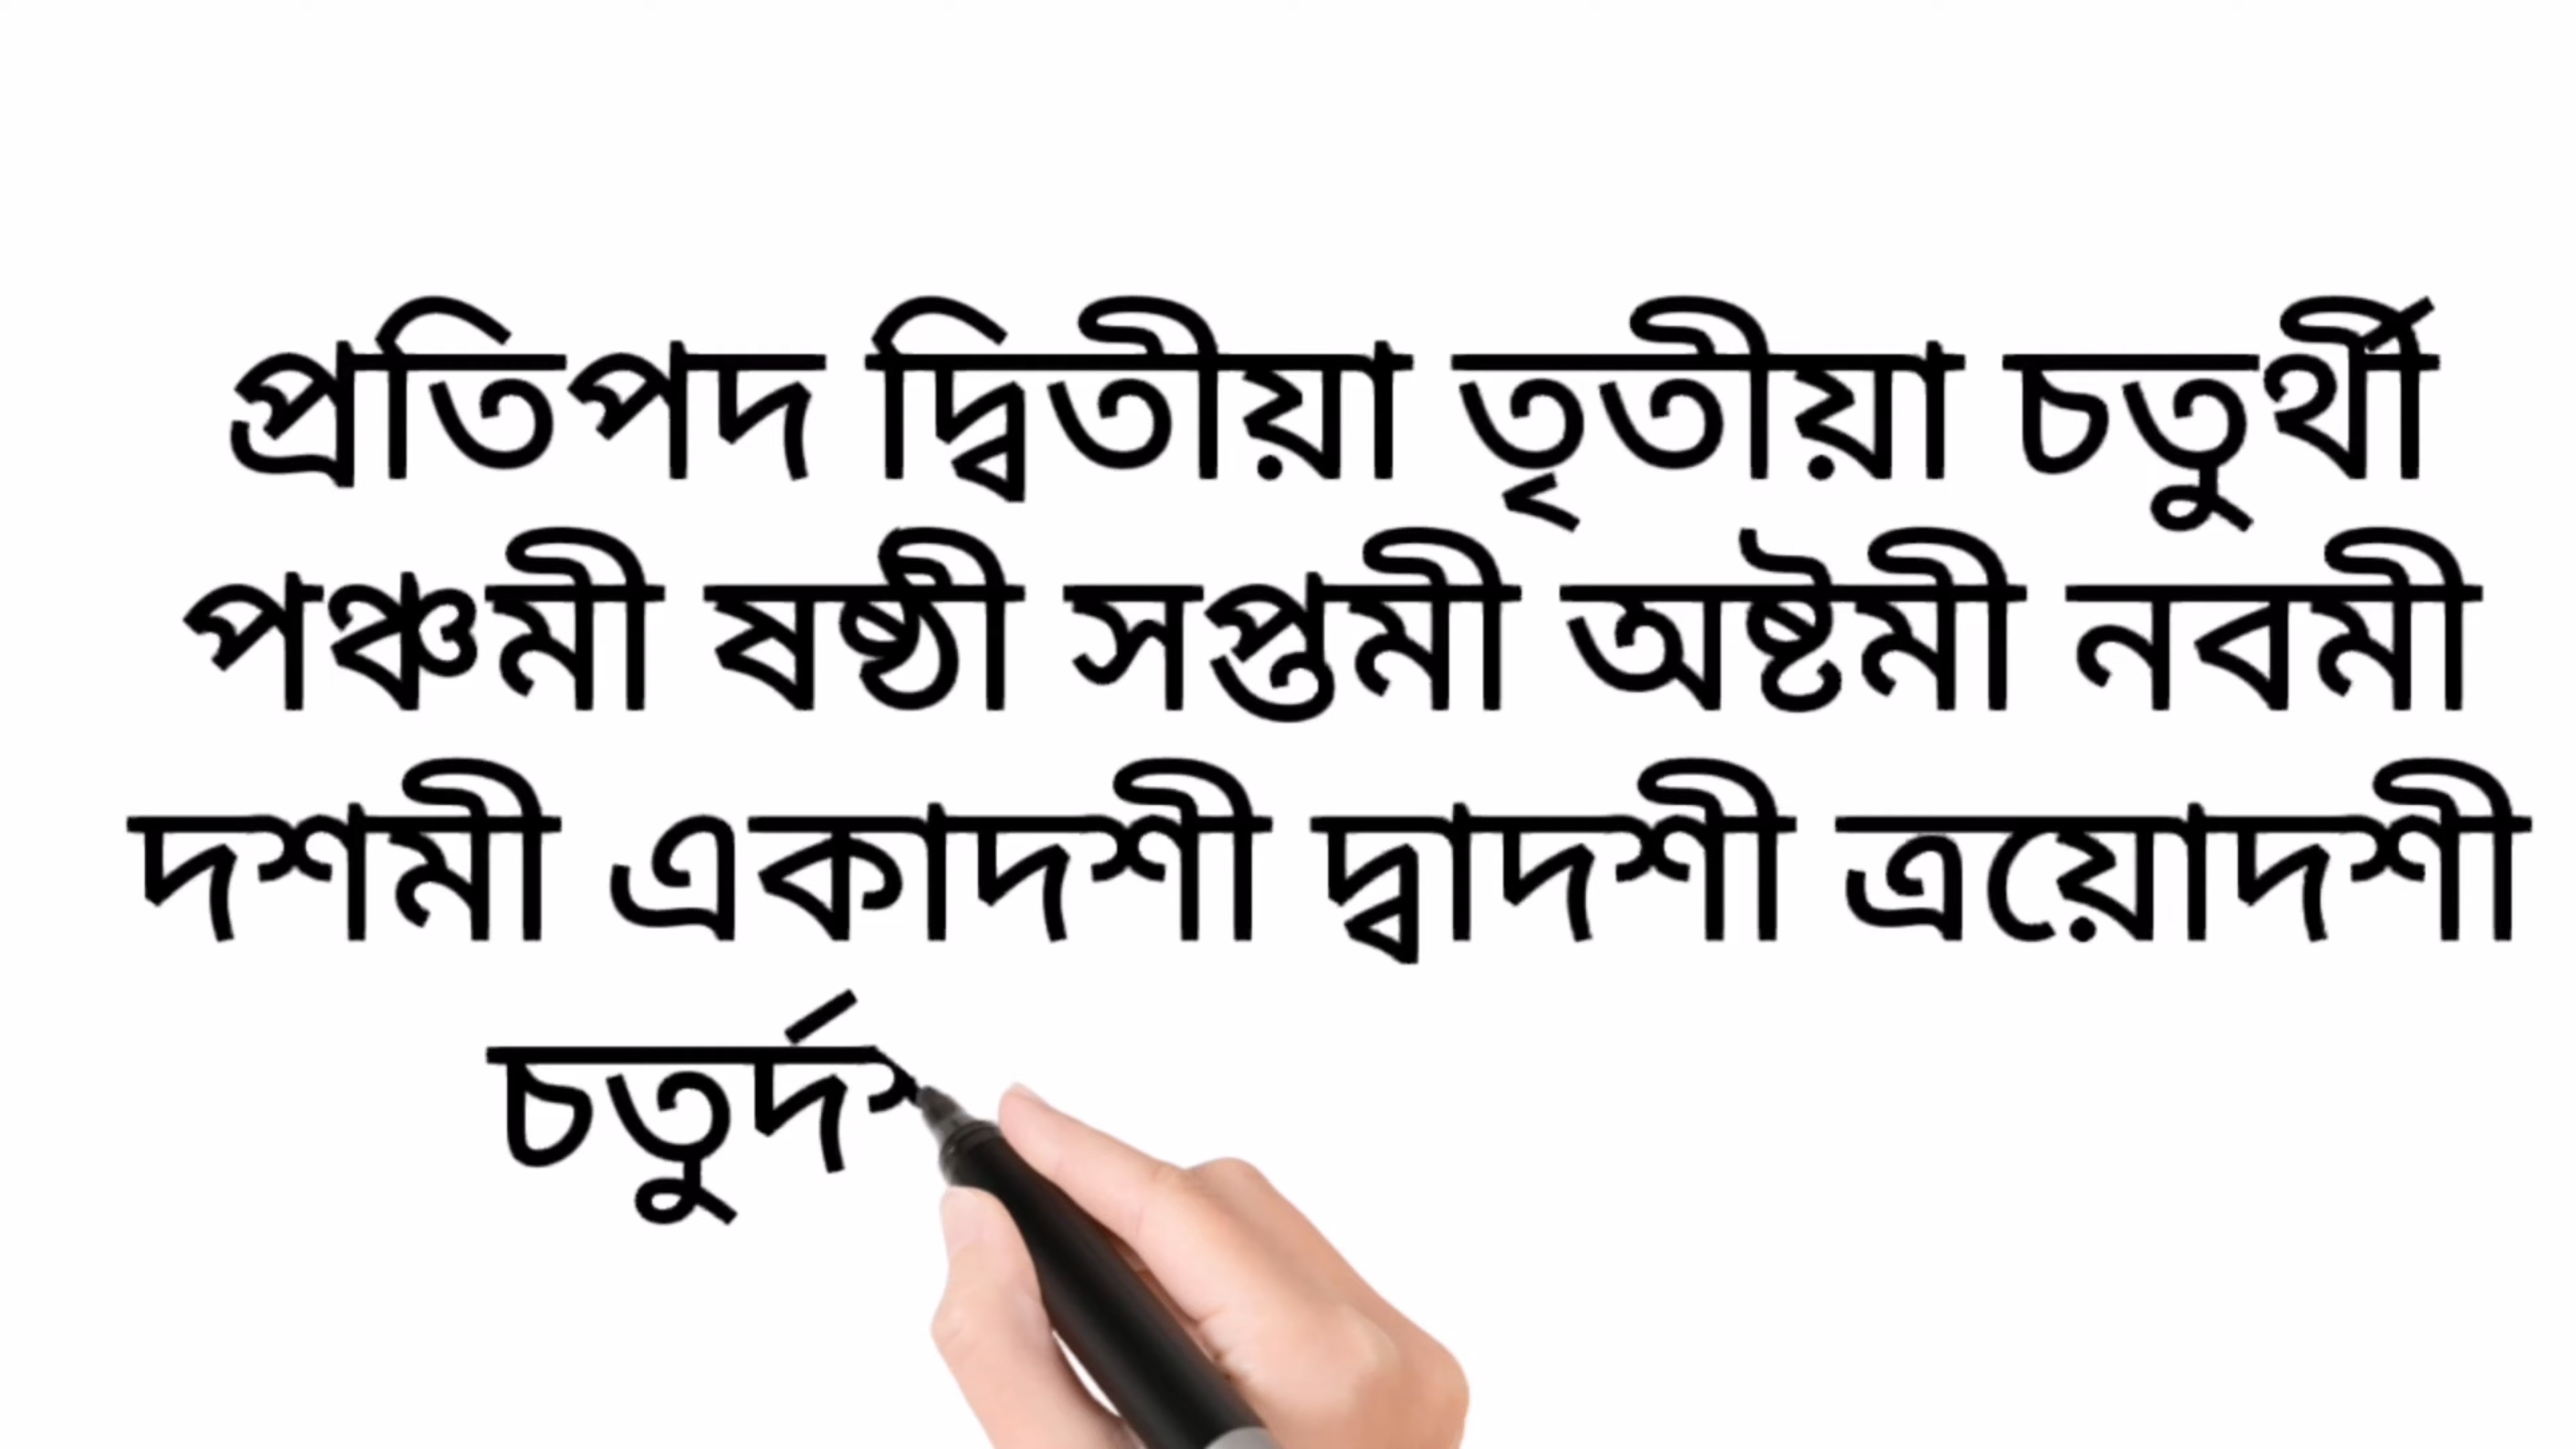 প্রতিপদ দ্বিতীয়া তৃতীয়া চতুর্থী
পঞ্চমী ষষ্ঠী সপ্তমী অষ্টমী নবমী
দশমী একাদশী দ্বাদশী ত্রয়োদশী